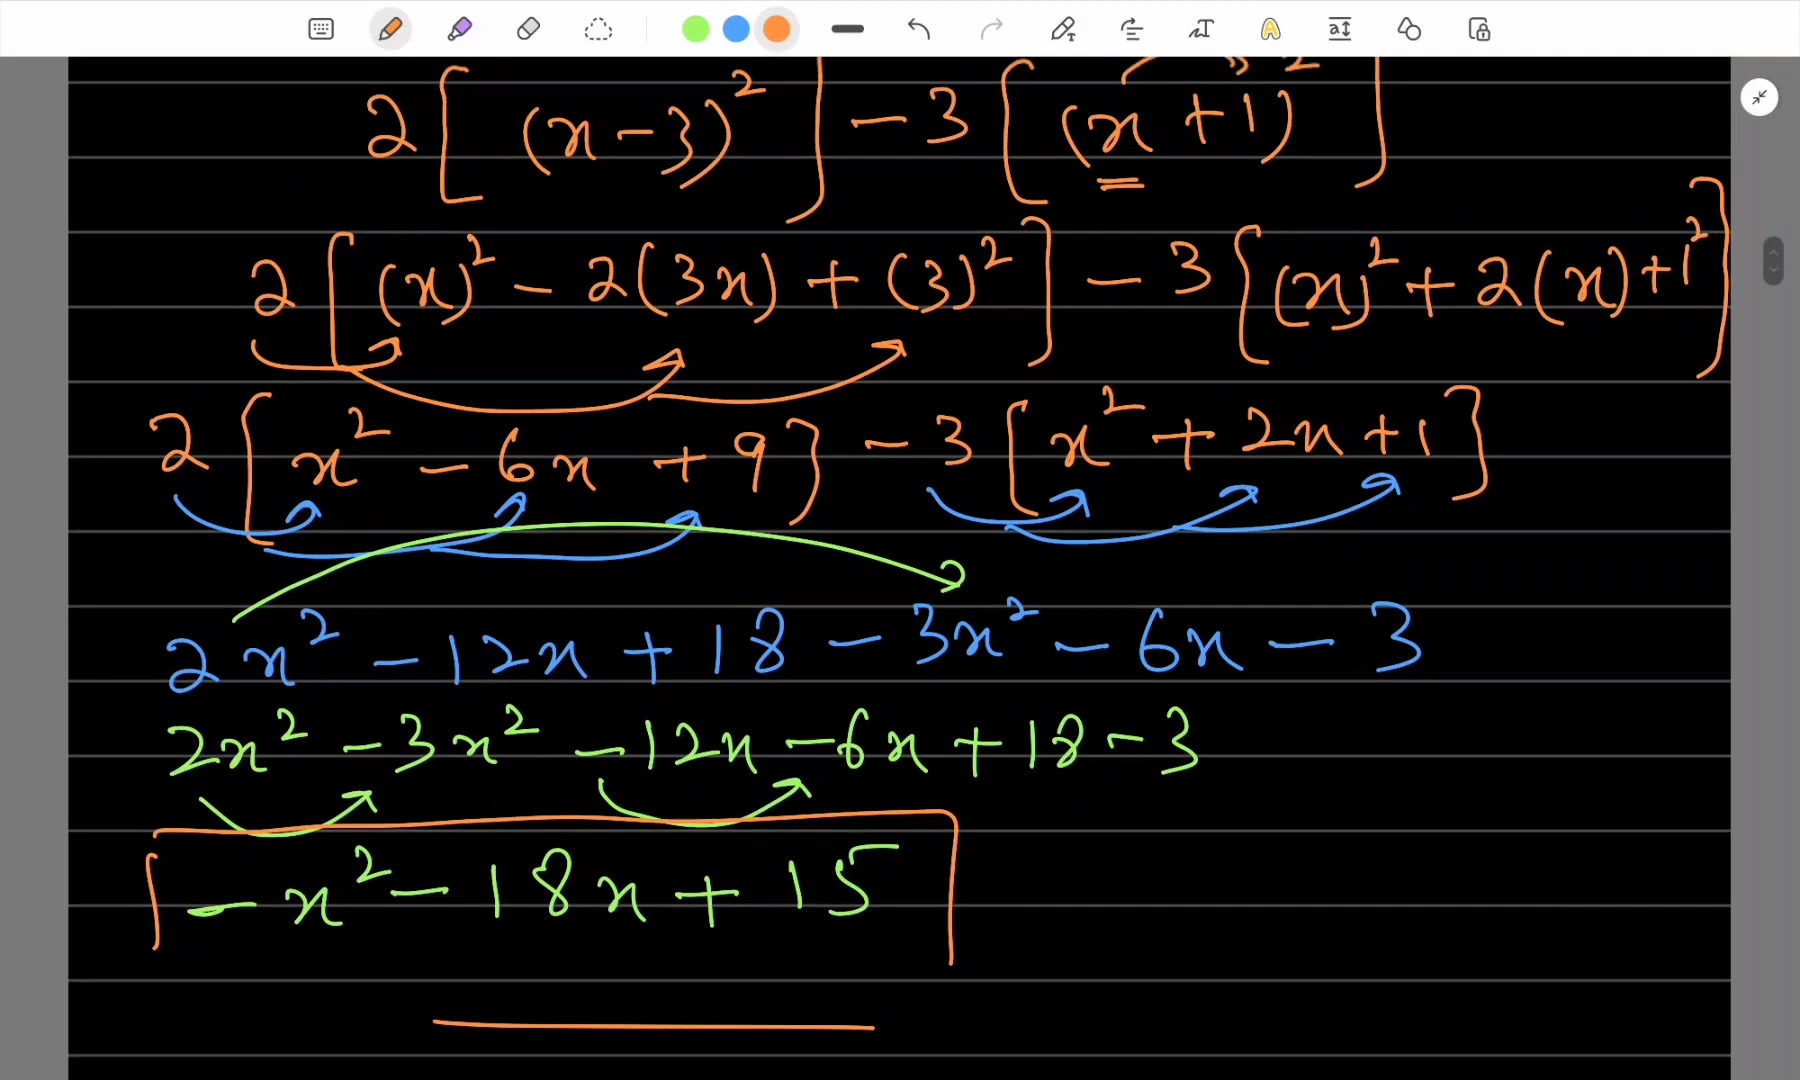 2[(x-3)²] - 3[(x+1)²]
2[(x)² - 2(3x) + (3)²] - 3[(x)² + 2(x) + 1²]
2[x² - 6x + 9] - 3[x² + 2x + 1]
2x² - 12x + 18 - 3x² - 6x - 3
2x² - 3x² - 12x - 6x + 18 - 3
-x² - 18x + 15